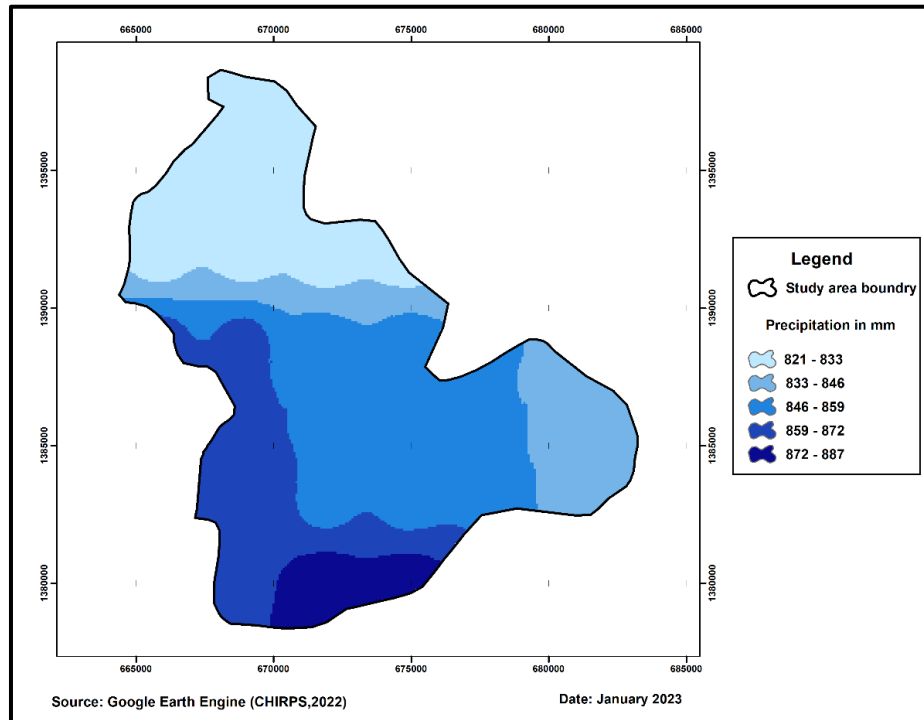 665000 670000 675000 680000 685000
1395000 1395000
1390000 1390000
1385000 1385000
1380000 1380000
665000 670000 675000 680000 685000
Legend
Study area boundry
Precipitation in mm
821 - 833
833 - 846
846 - 859
859 - 872
872 - 887
Source: Google Earth Engine (CHIRPS,2022) Date: January 2023